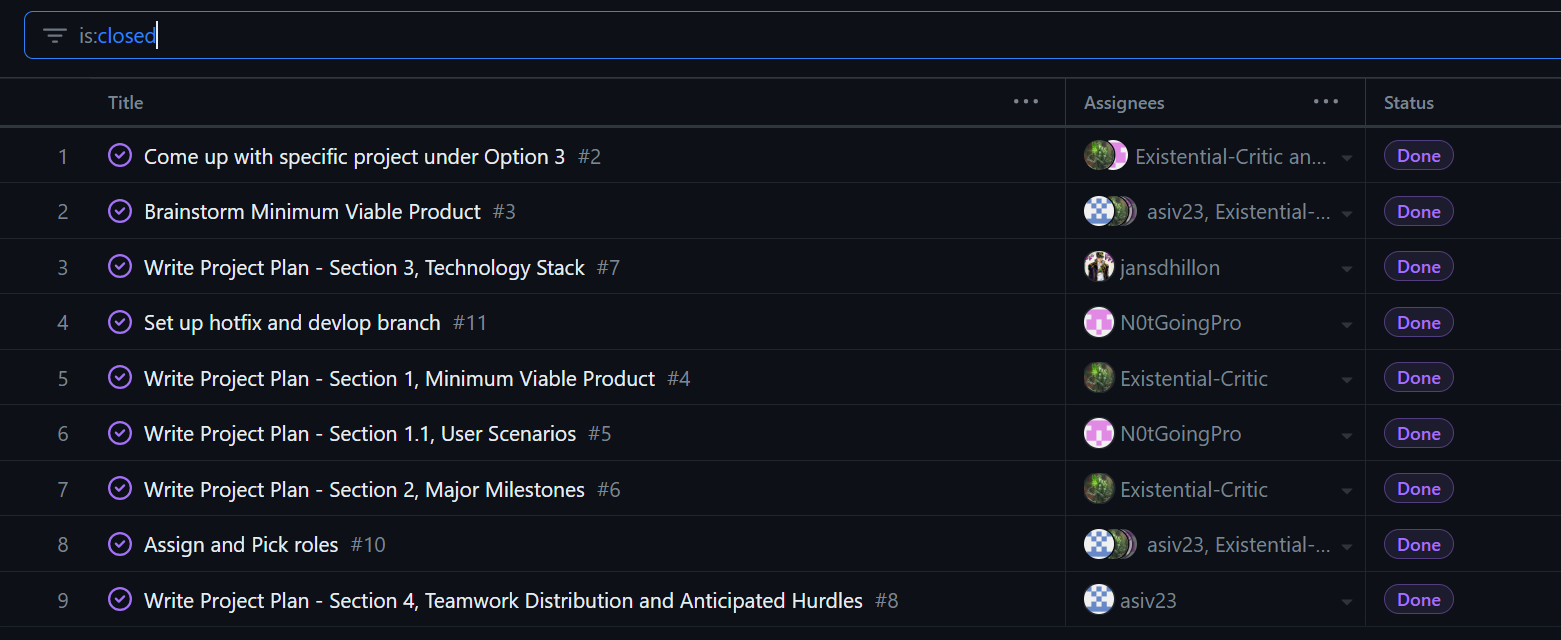 is:closed
Title ... Assignees ... Status
1 Come up with specific project under Option 3 #2 Existential-Critic an... Done
2 Brainstorm Minimum Viable Product #3 asiv23, Existential-... Done
3 Write Project Plan - Section 3, Technology Stack #7 jansdhillon Done
4 Set up hotfix and devlop branch #11 N0tGoingPro Done
5 Write Project Plan - Section 1, Minimum Viable Product #4 Existential-Critic Done
6 Write Project Plan - Section 1.1, User Scenarios #5 N0tGoingPro Done
7 Write Project Plan - Section 2, Major Milestones #6 Existential-Critic Done
8 Assign and Pick roles #10 asiv23, Existential-... Done
9 Write Project Plan - Section 4, Teamwork Distribution and Anticipated Hurdles #8 asiv23 Done